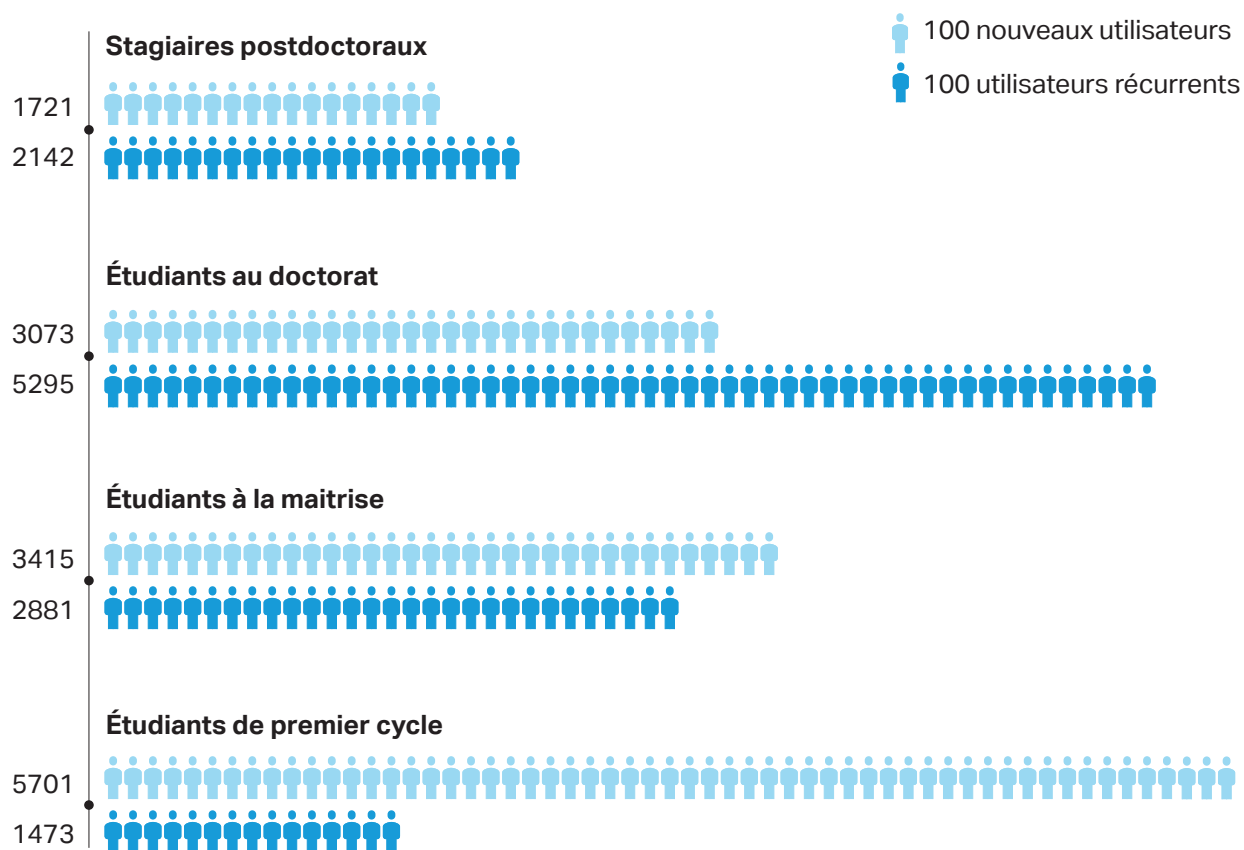 100 nouveaux utilisateurs
100 utilisateurs récurrents
Stagiaires postdoctoraux
1721
2142
Étudiants au doctorat
3073
5295
Étudiants à la maitrise
3415
2881
Étudiants de premier cycle
5701
1473